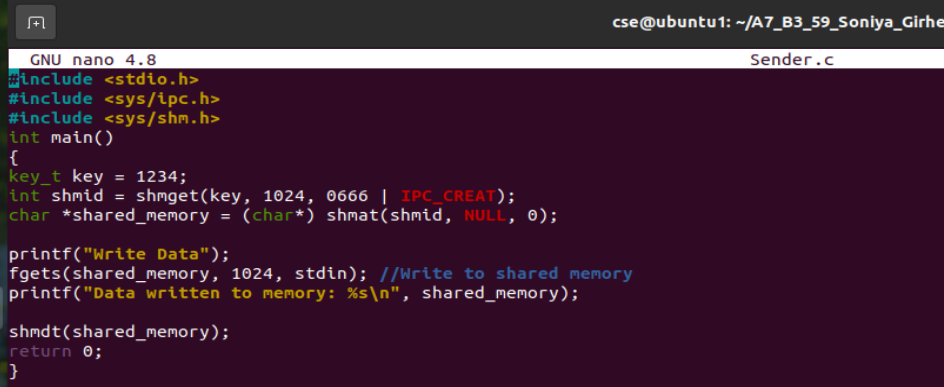 cse@ubuntu1: ~/A7_B3_59_Soniya_Girhe
GNU nano 4.8 Sender.c
#include <stdio.h>
#include <sys/ipc.h>
#include <sys/shm.h>
int main()
{
key_t key = 1234;
int shmid = shmget(key, 1024, 0666 | IPC_CREAT);
char *shared_memory = (char*) shmat(shmid, NULL, 0);
printf("Write Data");
fgets(shared_memory, 1024, stdin); //Write to shared memory
printf("Data written to memory: %s\n", shared_memory);
shmdt(shared_memory);
return 0;
}